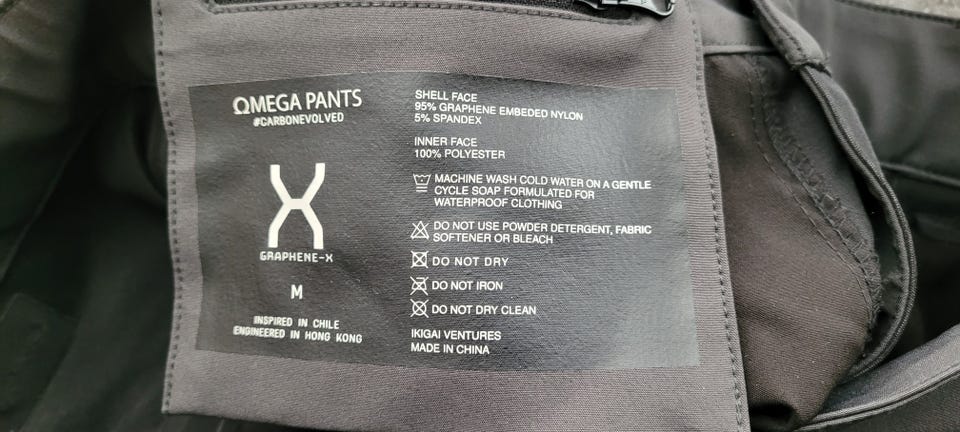 ΩMEGA PANTS
#CARBONEVOLVED
GRAPHENE-X
M
INSPIRED IN CHILE
ENGINEERED IN HONG KONG
SHELL FACE
95% GRAPHENE EMBEDED NYLON
5% SPANDEX
INNER FACE
100% POLYESTER
MACHINE WASH COLD WATER ON A GENTLE
CYCLE SOAP FORMULATED FOR
WATERPROOF CLOTHING
DO NOT USE POWDER DETERGENT, FABRIC
SOFTENER OR BLEACH
DO NOT DRY
DO NOT IRON
DO NOT DRY CLEAN
IKIGAI VENTURES
MADE IN CHINA